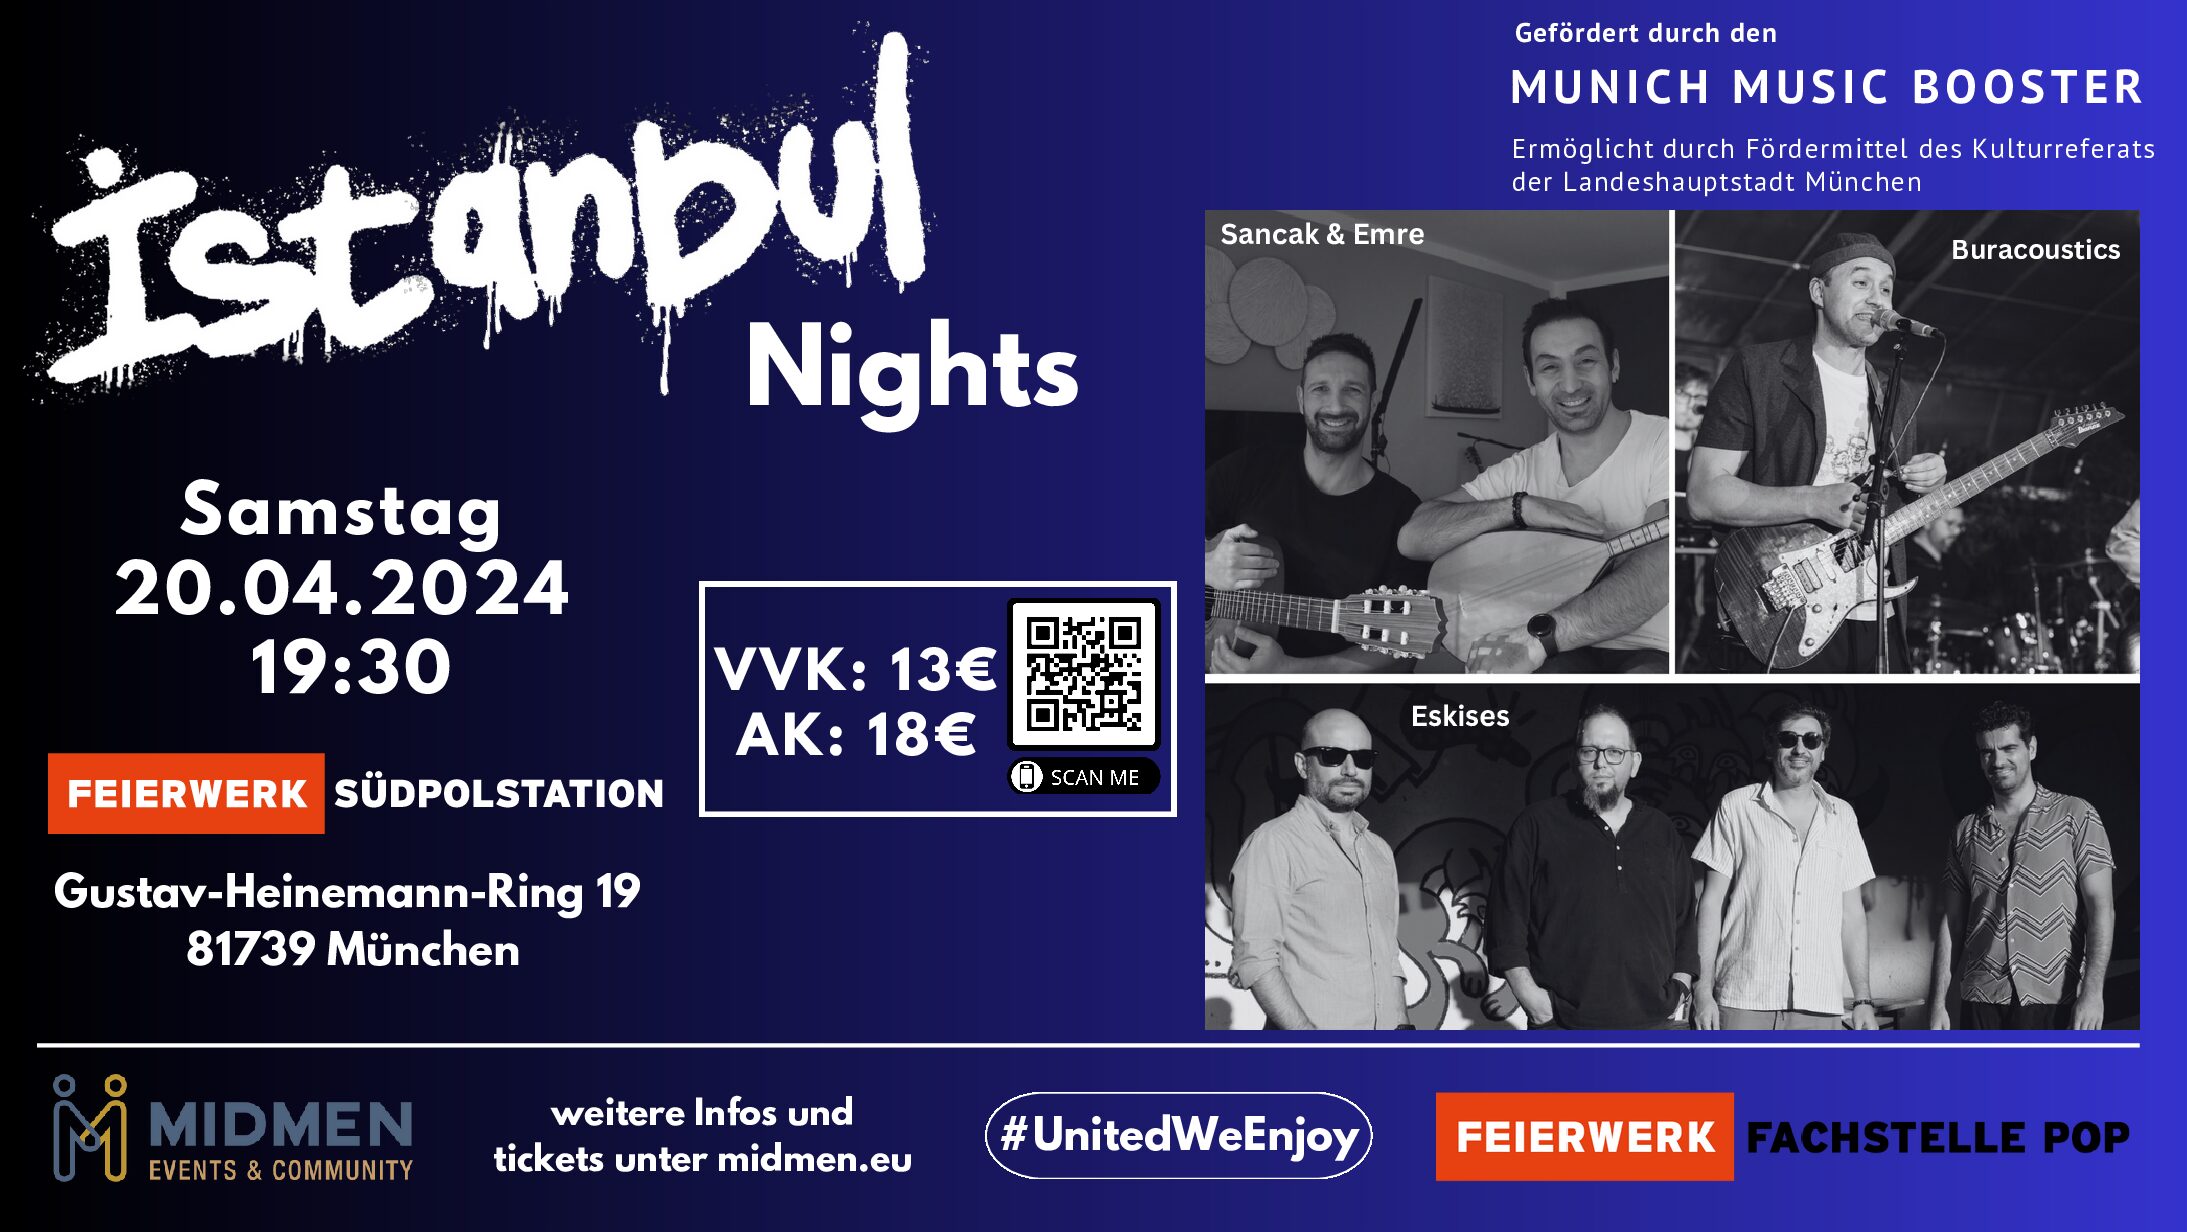 istanbul
Nights
Gefördert durch den
MUNICH MUSIC BOOSTER
Ermöglicht durch Fördermittel des Kulturreferats
der Landeshauptstadt München
Samstag
20.04.2024
19:30
FEIERWERK SÜDPOLSTATION
Gustav-Heinemann-Ring 19
81739 München
VVK: 13€
AK: 18€
SCAN ME
Sancak & Emre
Buracoustics
Ibanez
Eskises
MIDMEN
EVENTS & COMMUNITY
weitere Infos und
tickets unter midmen.eu
#UnitedWeEnjoy
FEIERWERK FACHSTELLE POP